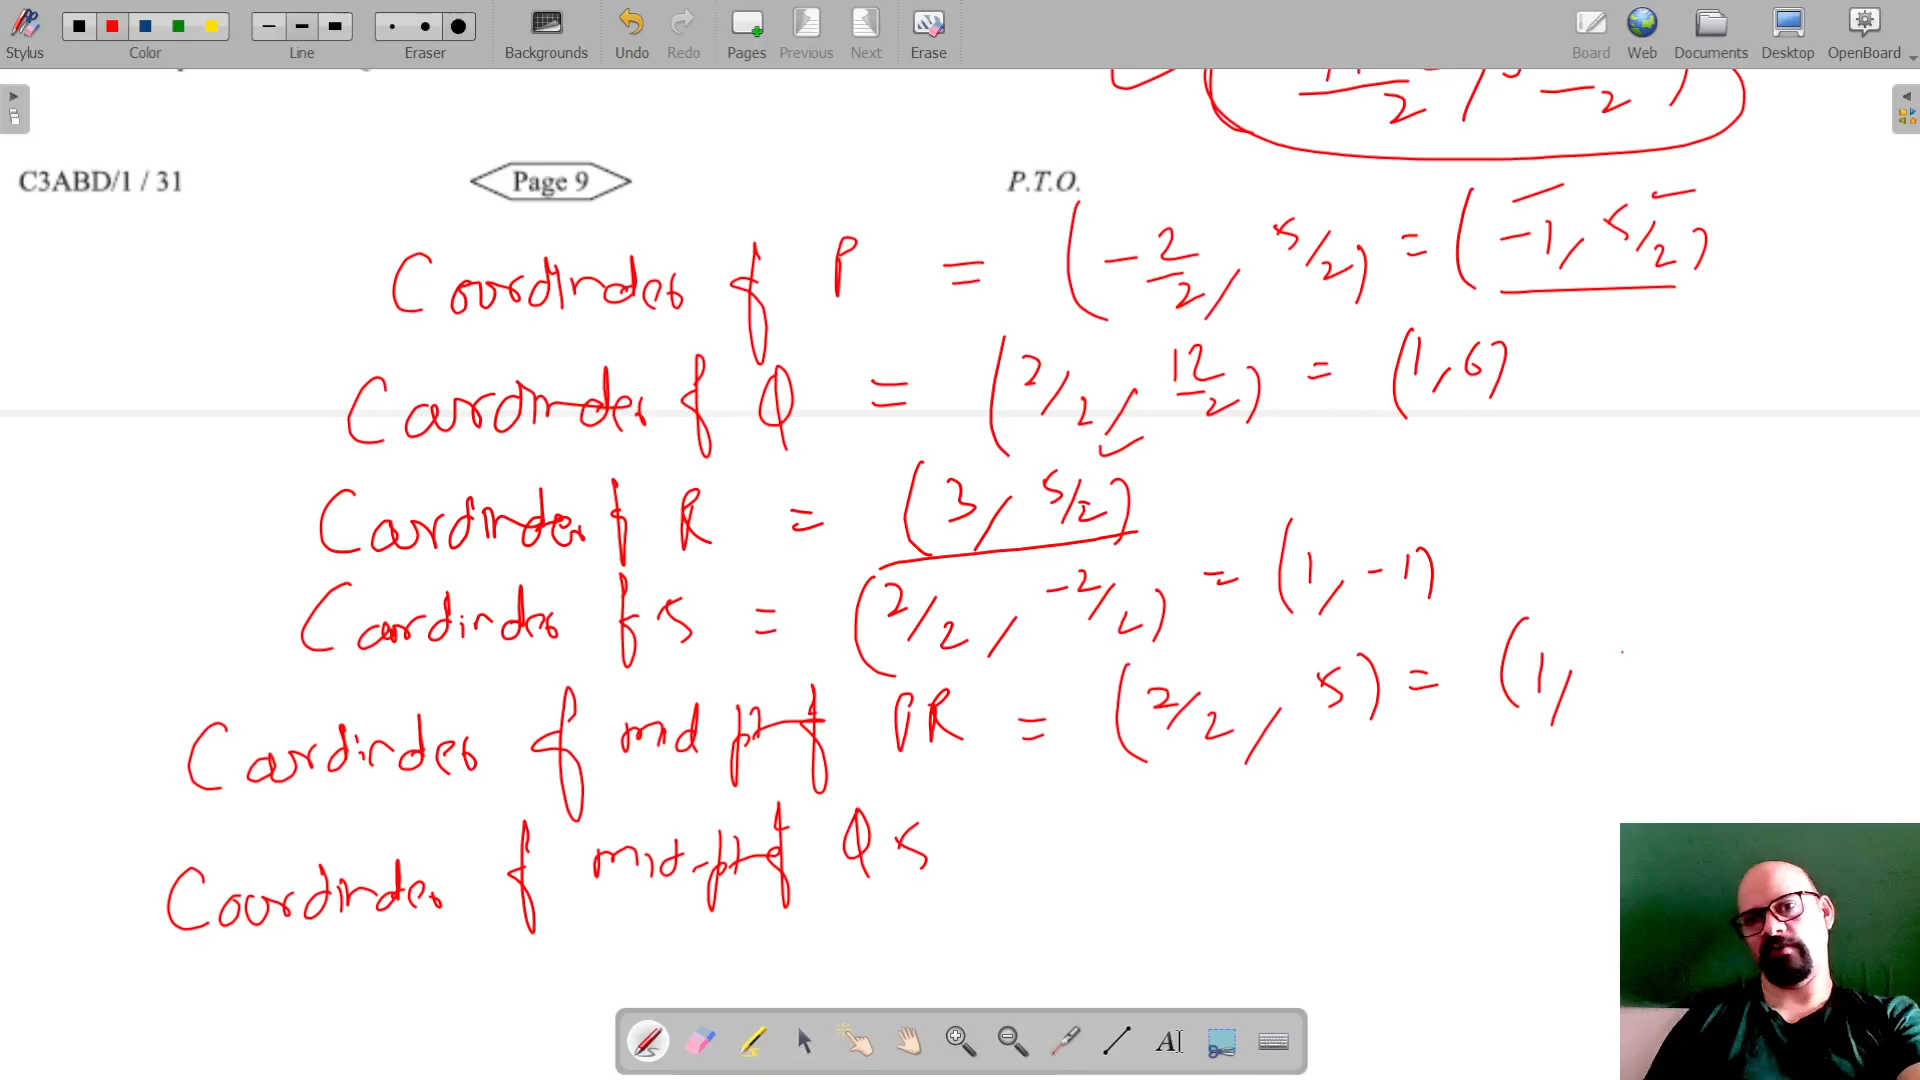 Stylus Color Line Eraser Backgrounds Undo Redo Pages Previous Next Erase Board Web Documents Desktop OpenBoard
2 / 2
C3ABD/1 / 31 Page 9 P.T.O.
Coordinates of P = (-2/2, 5/2) = (-1, 5/2)
Coordinates of Q = (2/2, 12/2) = (1, 6)
Coordinates of R = (3, 5/2)
Coordinates of S = (2/2, -2/2) = (1, -1)
Coordinates of mid pt of PR = (2/2, 5) = (1,
Coordinates of mid-pt of QS